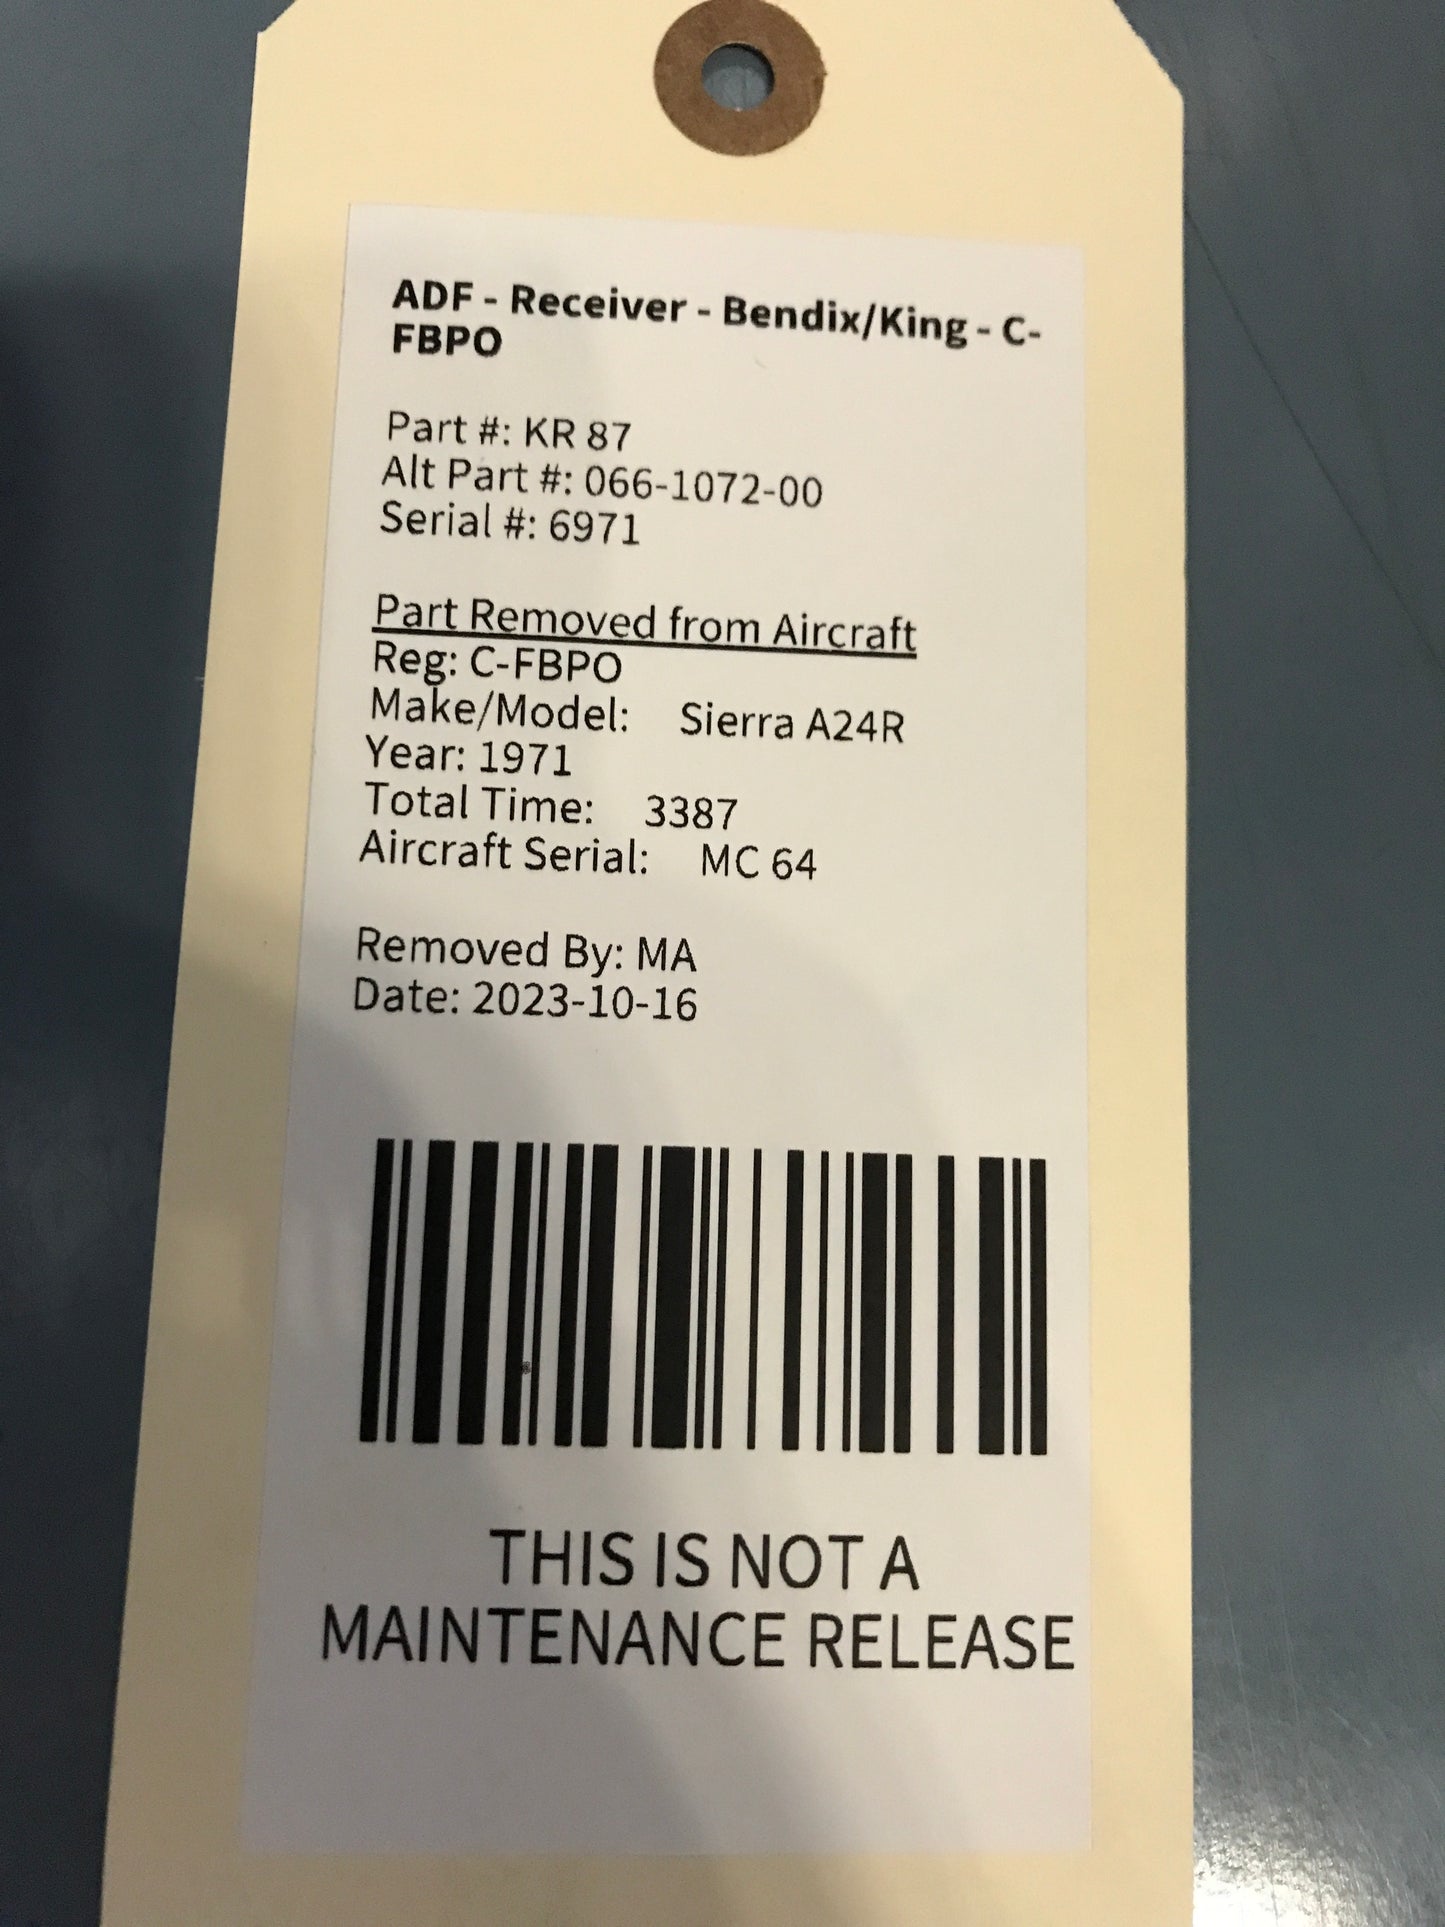 ADF - Receiver - Bendix/King - C-
FBPO
Part #: KR 87
Alt Part #: 066-1072-00
Serial #: 6971
Part Removed from Aircraft
Reg: C-FBPO
Make/Model: Sierra A24R
Year: 1971
Total Time: 3387
Aircraft Serial: MC 64
Removed By: MA
Date: 2023-10-16
THIS IS NOT A
MAINTENANCE RELEASE